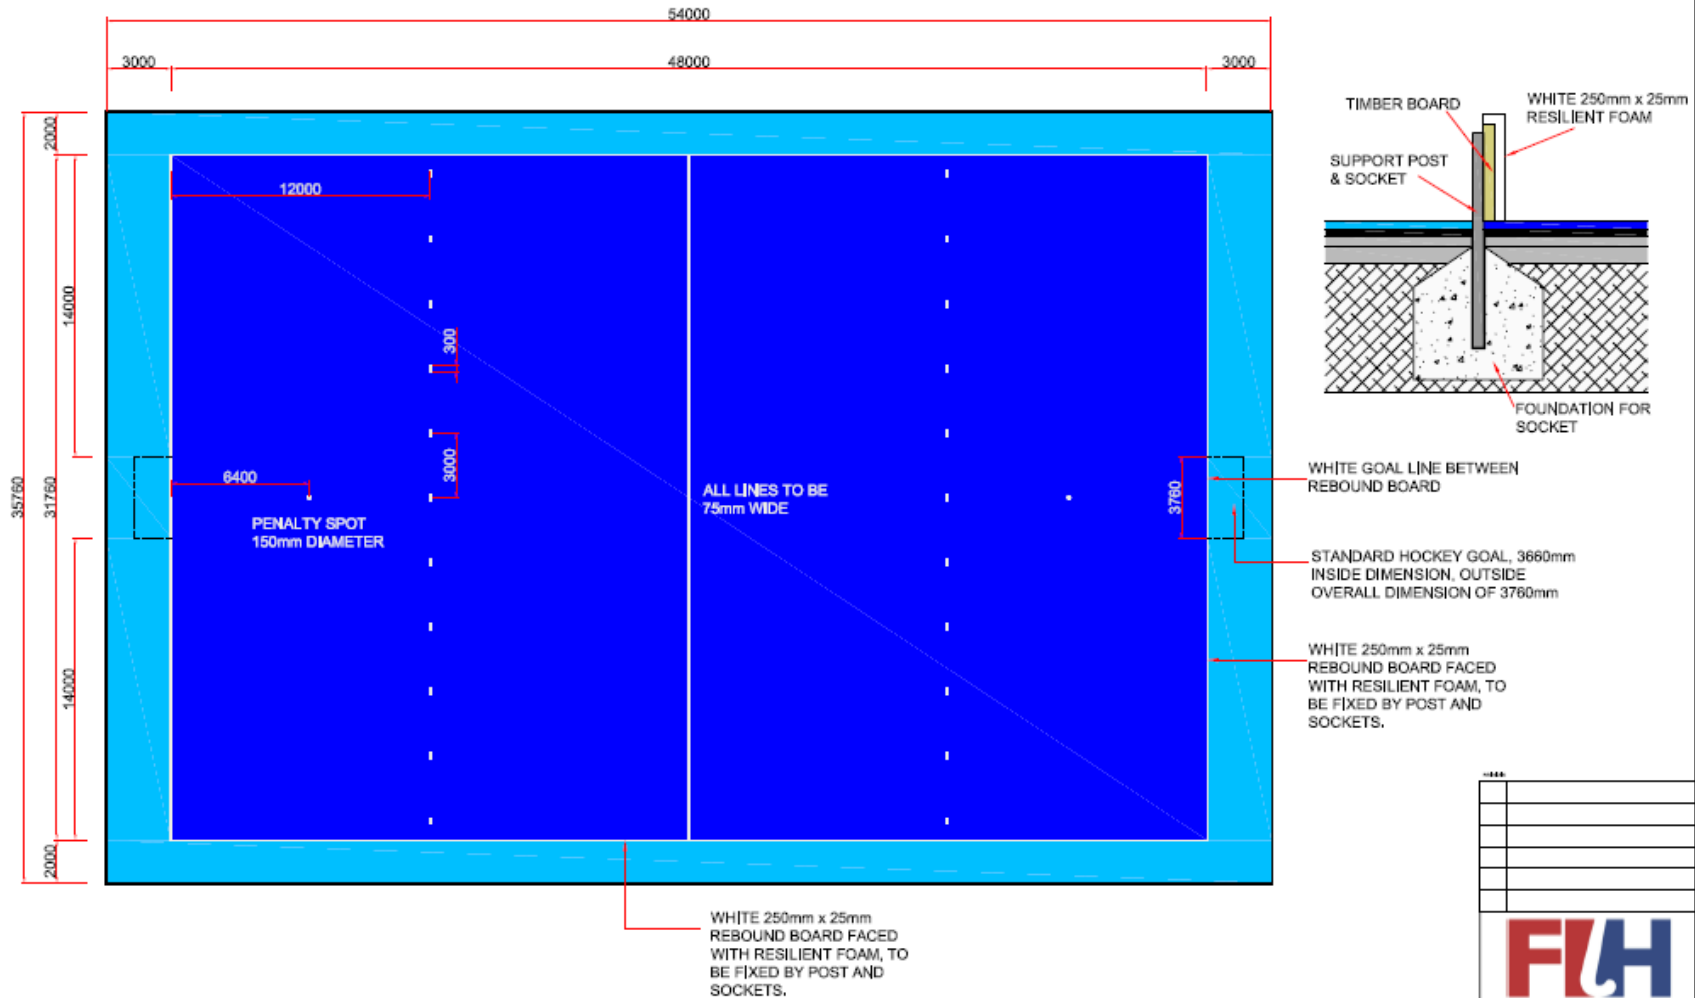 54000
3000
48000
3000
2000
12000
14000
300
3000
6400
35760
31760
PENALTY SPOT
150mm DIAMETER
ALL LINES TO BE
75mm WIDE
3760
14000
2000
TIMBER BOARD
WHITE 250mm x 25mm
RESILIENT FOAM
SUPPORT POST
& SOCKET
FOUNDATION FOR
SOCKET
WHITE GOAL LINE BETWEEN
REBOUND BOARD
STANDARD HOCKEY GOAL, 3660mm
INSIDE DIMENSION, OUTSIDE
OVERALL DIMENSION OF 3760mm
WHITE 250mm x 25mm
REBOUND BOARD FACED
WITH RESILIENT FOAM, TO
BE FIXED BY POST AND
SOCKETS.
WHITE 250mm x 25mm
REBOUND BOARD FACED
WITH RESILIENT FOAM, TO
BE FIXED BY POST AND
SOCKETS.
FIH